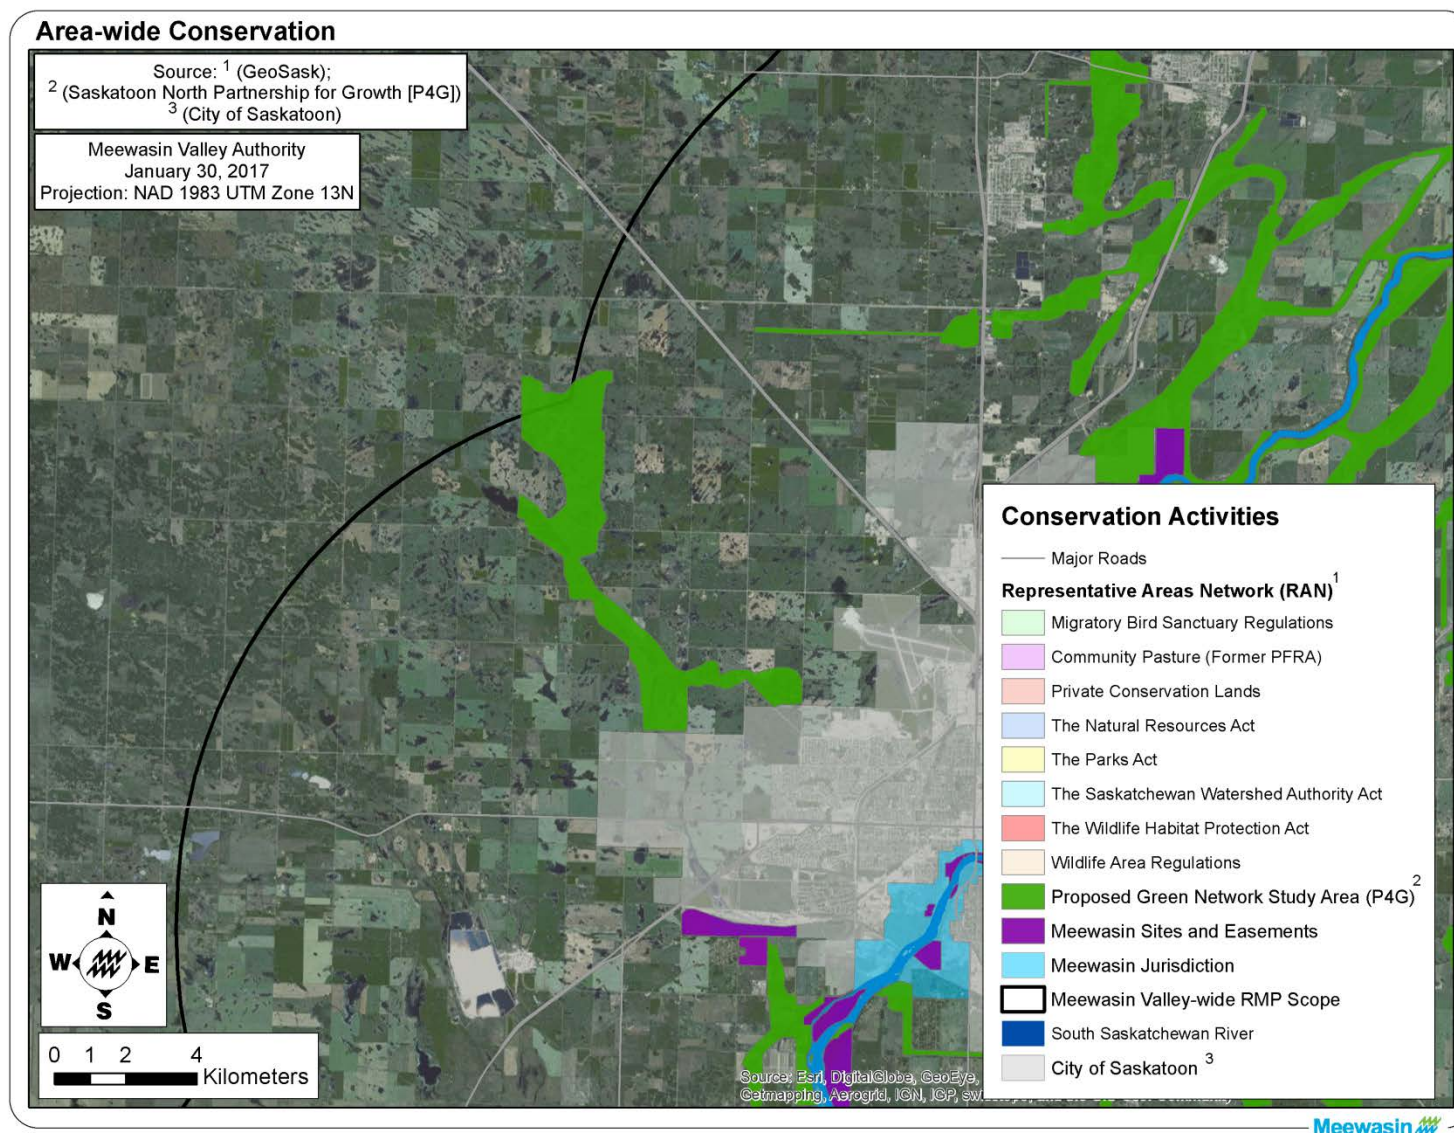 Area-wide Conservation
Source: 1 (GeoSask);
2 (Saskatoon North Partnership for Growth [P4G])
3 (City of Saskatoon)
Meewasin Valley Authority
January 30, 2017
Projection: NAD 1983 UTM Zone 13N
Conservation Activities
Major Roads
Representative Areas Network (RAN)1
Migratory Bird Sanctuary Regulations
Community Pasture (Former PFRA)
Private Conservation Lands
The Natural Resources Act
The Parks Act
The Saskatchewan Watershed Authority Act
The Wildlife Habitat Protection Act
Wildlife Area Regulations
Proposed Green Network Study Area (P4G)2
Meewasin Sites and Easements
Meewasin Jurisdiction
Meewasin Valley-wide RMP Scope
South Saskatchewan River
City of Saskatoon 3
N
W E
S
0 1 2 4
Kilometers
Source: Esri, DigitalGlobe, GeoEye,
Getmapping, Aerogrid, IGN, IGP,
Meewasin